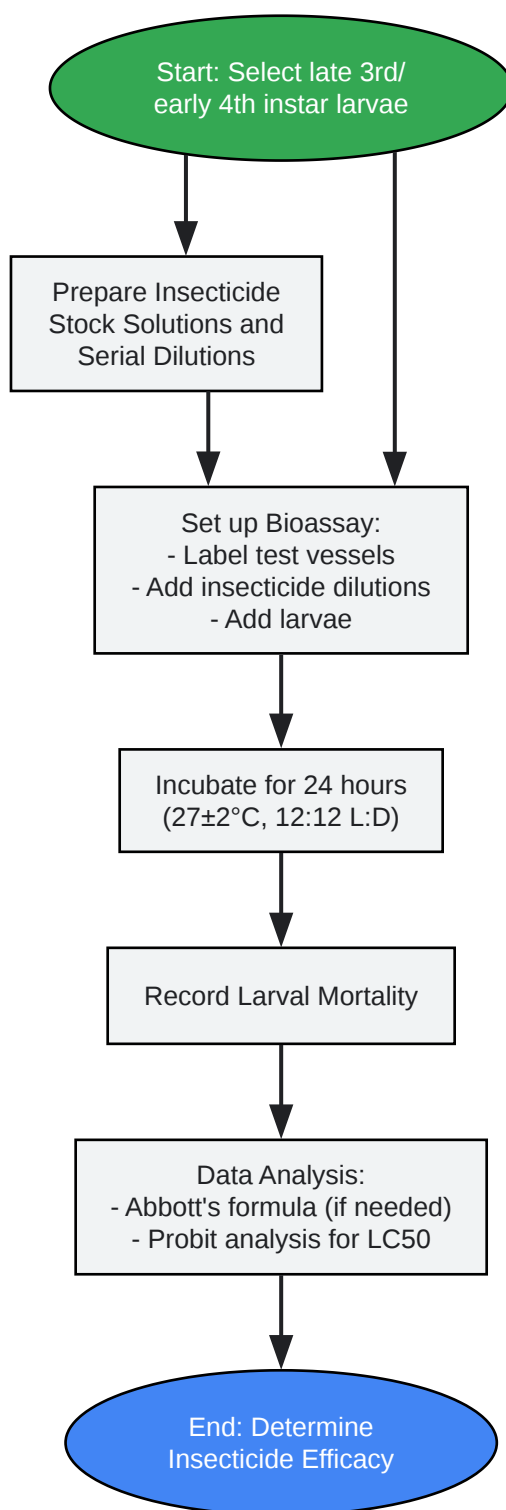 Start: Select late 3rd/
early 4th instar larvae
Prepare Insecticide
Stock Solutions and
Serial Dilutions
Set up Bioassay:
- Label test vessels
- Add insecticide dilutions
- Add larvae
Incubate for 24 hours
(27±2°C, 12:12 L:D)
Record Larval Mortality
Data Analysis:
- Abbott's formula (if needed)
- Probit analysis for LC50
End: Determine
Insecticide Efficacy